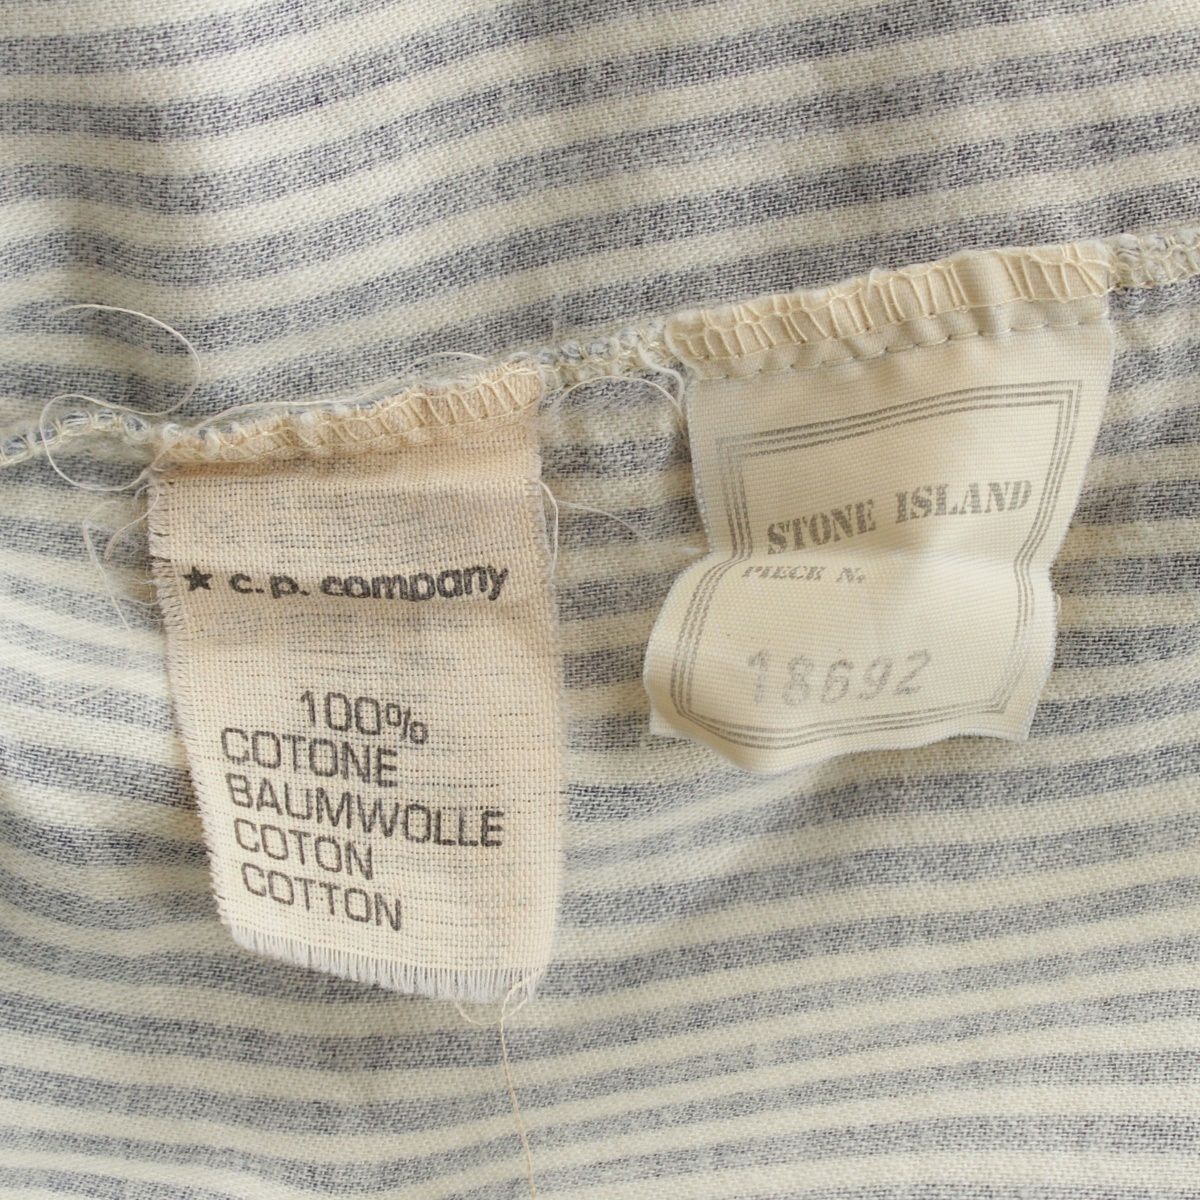 ★ c.p. company
100%
COTONE
BAUMWOLLE
COTON
COTTON
STONE ISLAND
PIECE N.
18692